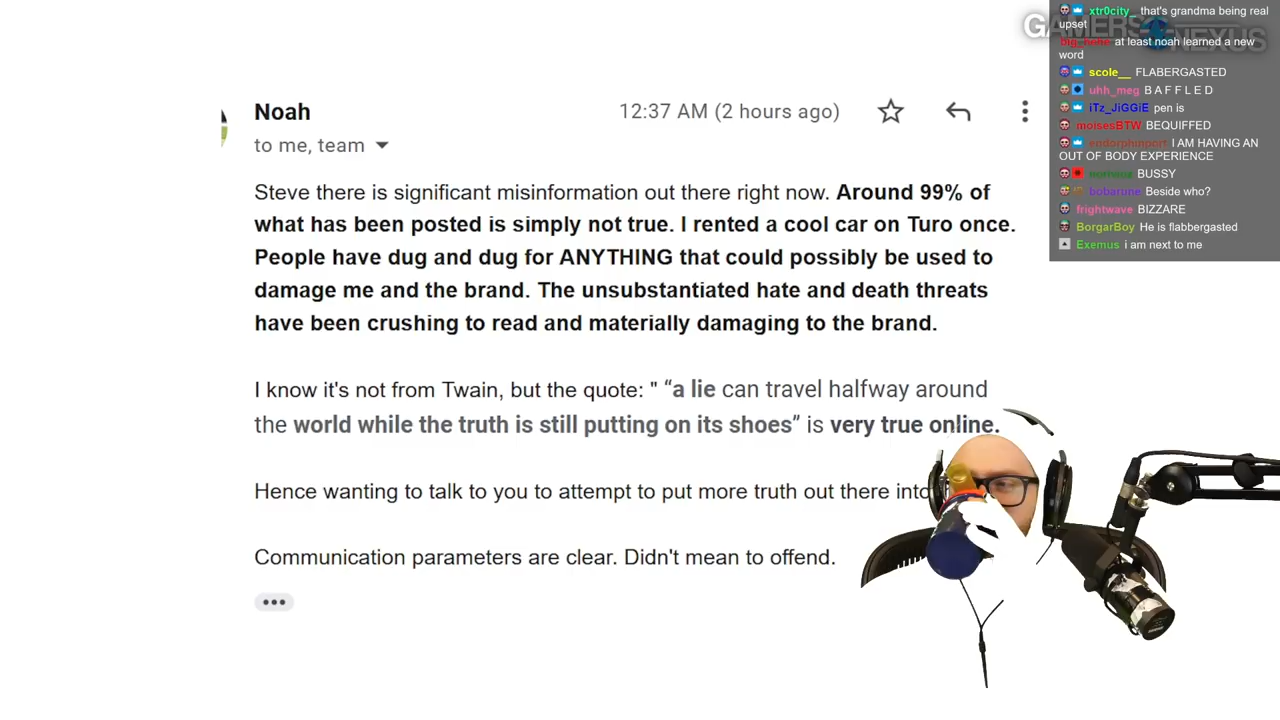 GAMERS NEXUS
Noah
12:37 AM (2 hours ago)
to me, team
Steve there is significant misinformation out there right now. Around 99% of
what has been posted is simply not true. I rented a cool car on Turo once.
People have dug and dug for ANYTHING that could possibly be used to
damage me and the brand. The unsubstantiated hate and death threats
have been crushing to read and materially damaging to the brand.
I know it's not from Twain, but the quote: " “a lie can travel halfway around
the world while the truth is still putting on its shoes” is very true online.
Hence wanting to talk to you to attempt to put more truth out there into
Communication parameters are clear. Didn't mean to offend.
xtr0city_ that's grandma being real
upset
at least noah learned a new
word
scole__ FLABERGASTED
uhh_meg B A F F L E D
iTz_JiGGiE pen is
moisesBTW BEQUIFFED
I AM HAVING AN
OUT OF BODY EXPERIENCE
BUSSY
bobarone Beside who?
frightwave BIZZARE
BorgarBoy He is flabbergasted
Exemus i am next to me